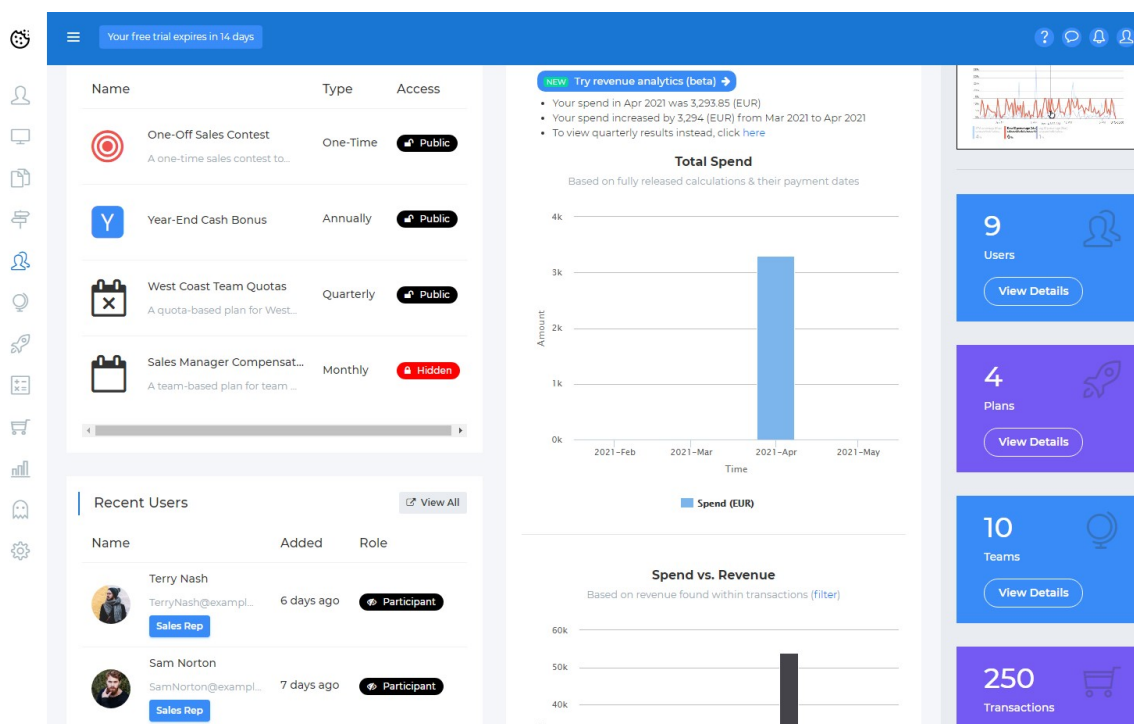 Your free trial expires in 14 days
?
Name Type Access
One-Off Sales Contest
A one-time sales contest to...
One-Time
Public
Y
Year-End Cash Bonus
Annually
Public
West Coast Team Quotas
A quota-based plan for West...
Quarterly
Public
Sales Manager Compensat...
A team-based plan for team ...
Monthly
Hidden
Recent Users
View All
Name Added Role
Terry Nash
TerryNash@exampl...
Sales Rep
6 days ago
Participant
Sam Norton
SamNorton@exampl...
Sales Rep
7 days ago
Participant
NEW Try revenue analytics (beta)
Your spend in Apr 2021 was 3,293.85 (EUR)
Your spend increased by 3,294 (EUR) from Mar 2021 to Apr 2021
To view quarterly results instead, click here
Total Spend
Based on fully released calculations & their payment dates
4k
3k
2k
1k
0k
Amount
2021-Feb 2021-Mar 2021-Apr 2021-May
Time
Spend (EUR)
Spend vs. Revenue
Based on revenue found within transactions (filter)
60k
50k
40k
9
Users
View Details
4
Plans
View Details
10
Teams
View Details
250
Transactions